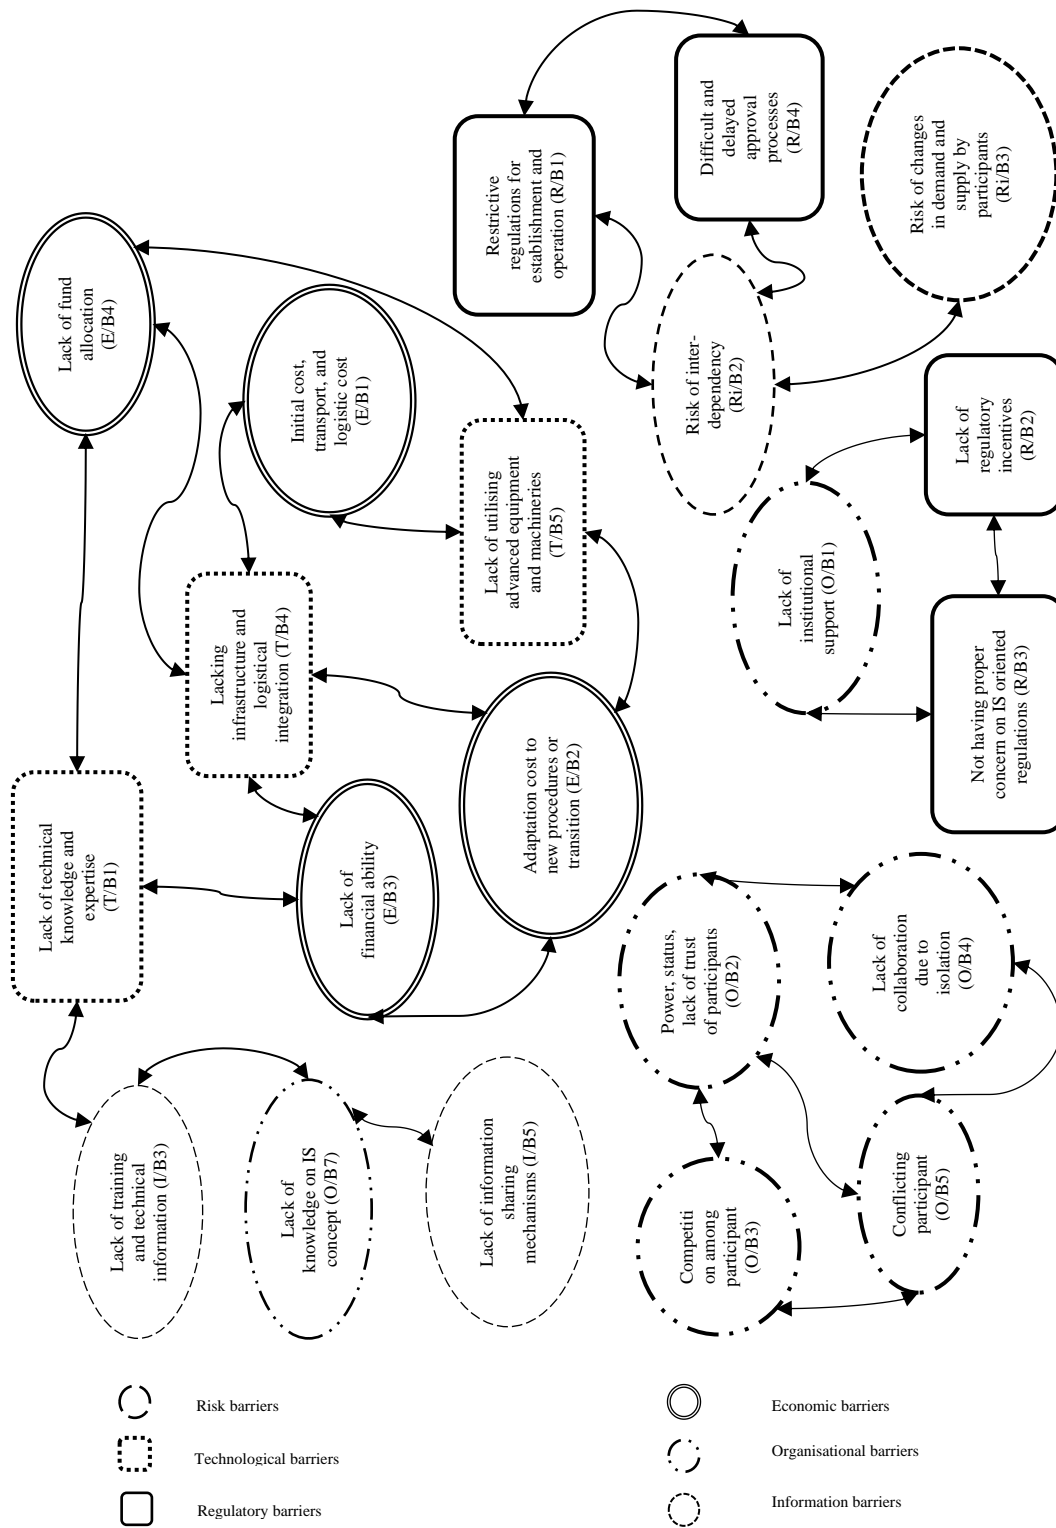 Lack of fund
allocation
(E/B4)
Initial cost,
transport, and
logistic cost
(E/B1)
Restrictive
regulations for
establishment and
operation (R/B1)
Difficult and
delayed
approval
processes
(R/B4)
Risk of changes
in demand and
supply by
participants
(Ri/B3)
Risk of inter-
dependency
(Ri/B2)
Lack of utilising
advanced equipment
and machineries
(T/B5)
Lack of
regulatory
incentives
(R/B2)
Lack of
institutional
support (O/B1)
Not having proper
concern on IS oriented
regulations (R/B3)
Lacking
infrastructure and
logistical
integration (T/B4)
Lack of technical
knowledge and
expertise
(T/B1)
Lack of
financial ability
(E/B3)
Adaptation cost to
new procedures or
transition (E/B2)
Power, status,
lack of trust
of participants
(O/B2)
Lack of
collaboration
due to
isolation
(O/B4)
Lack of training
and technical
information (I/B3)
Lack of
knowledge on IS
concept (O/B7)
Lack of information
sharing
mechanisms (I/B5)
Competiti
on among
participant
(O/B3)
Conflicting
participant
(O/B5)
Risk barriers
Technological barriers
Regulatory barriers
Economic barriers
Organisational barriers
Information barriers